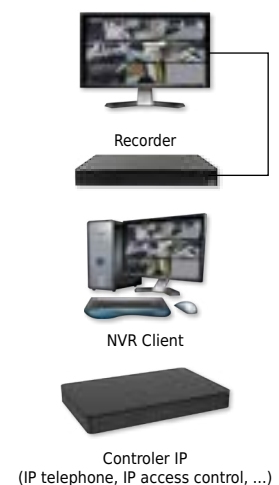 Recorder
NVR Client
Controler IP
(IP telephone, IP access control, ...)